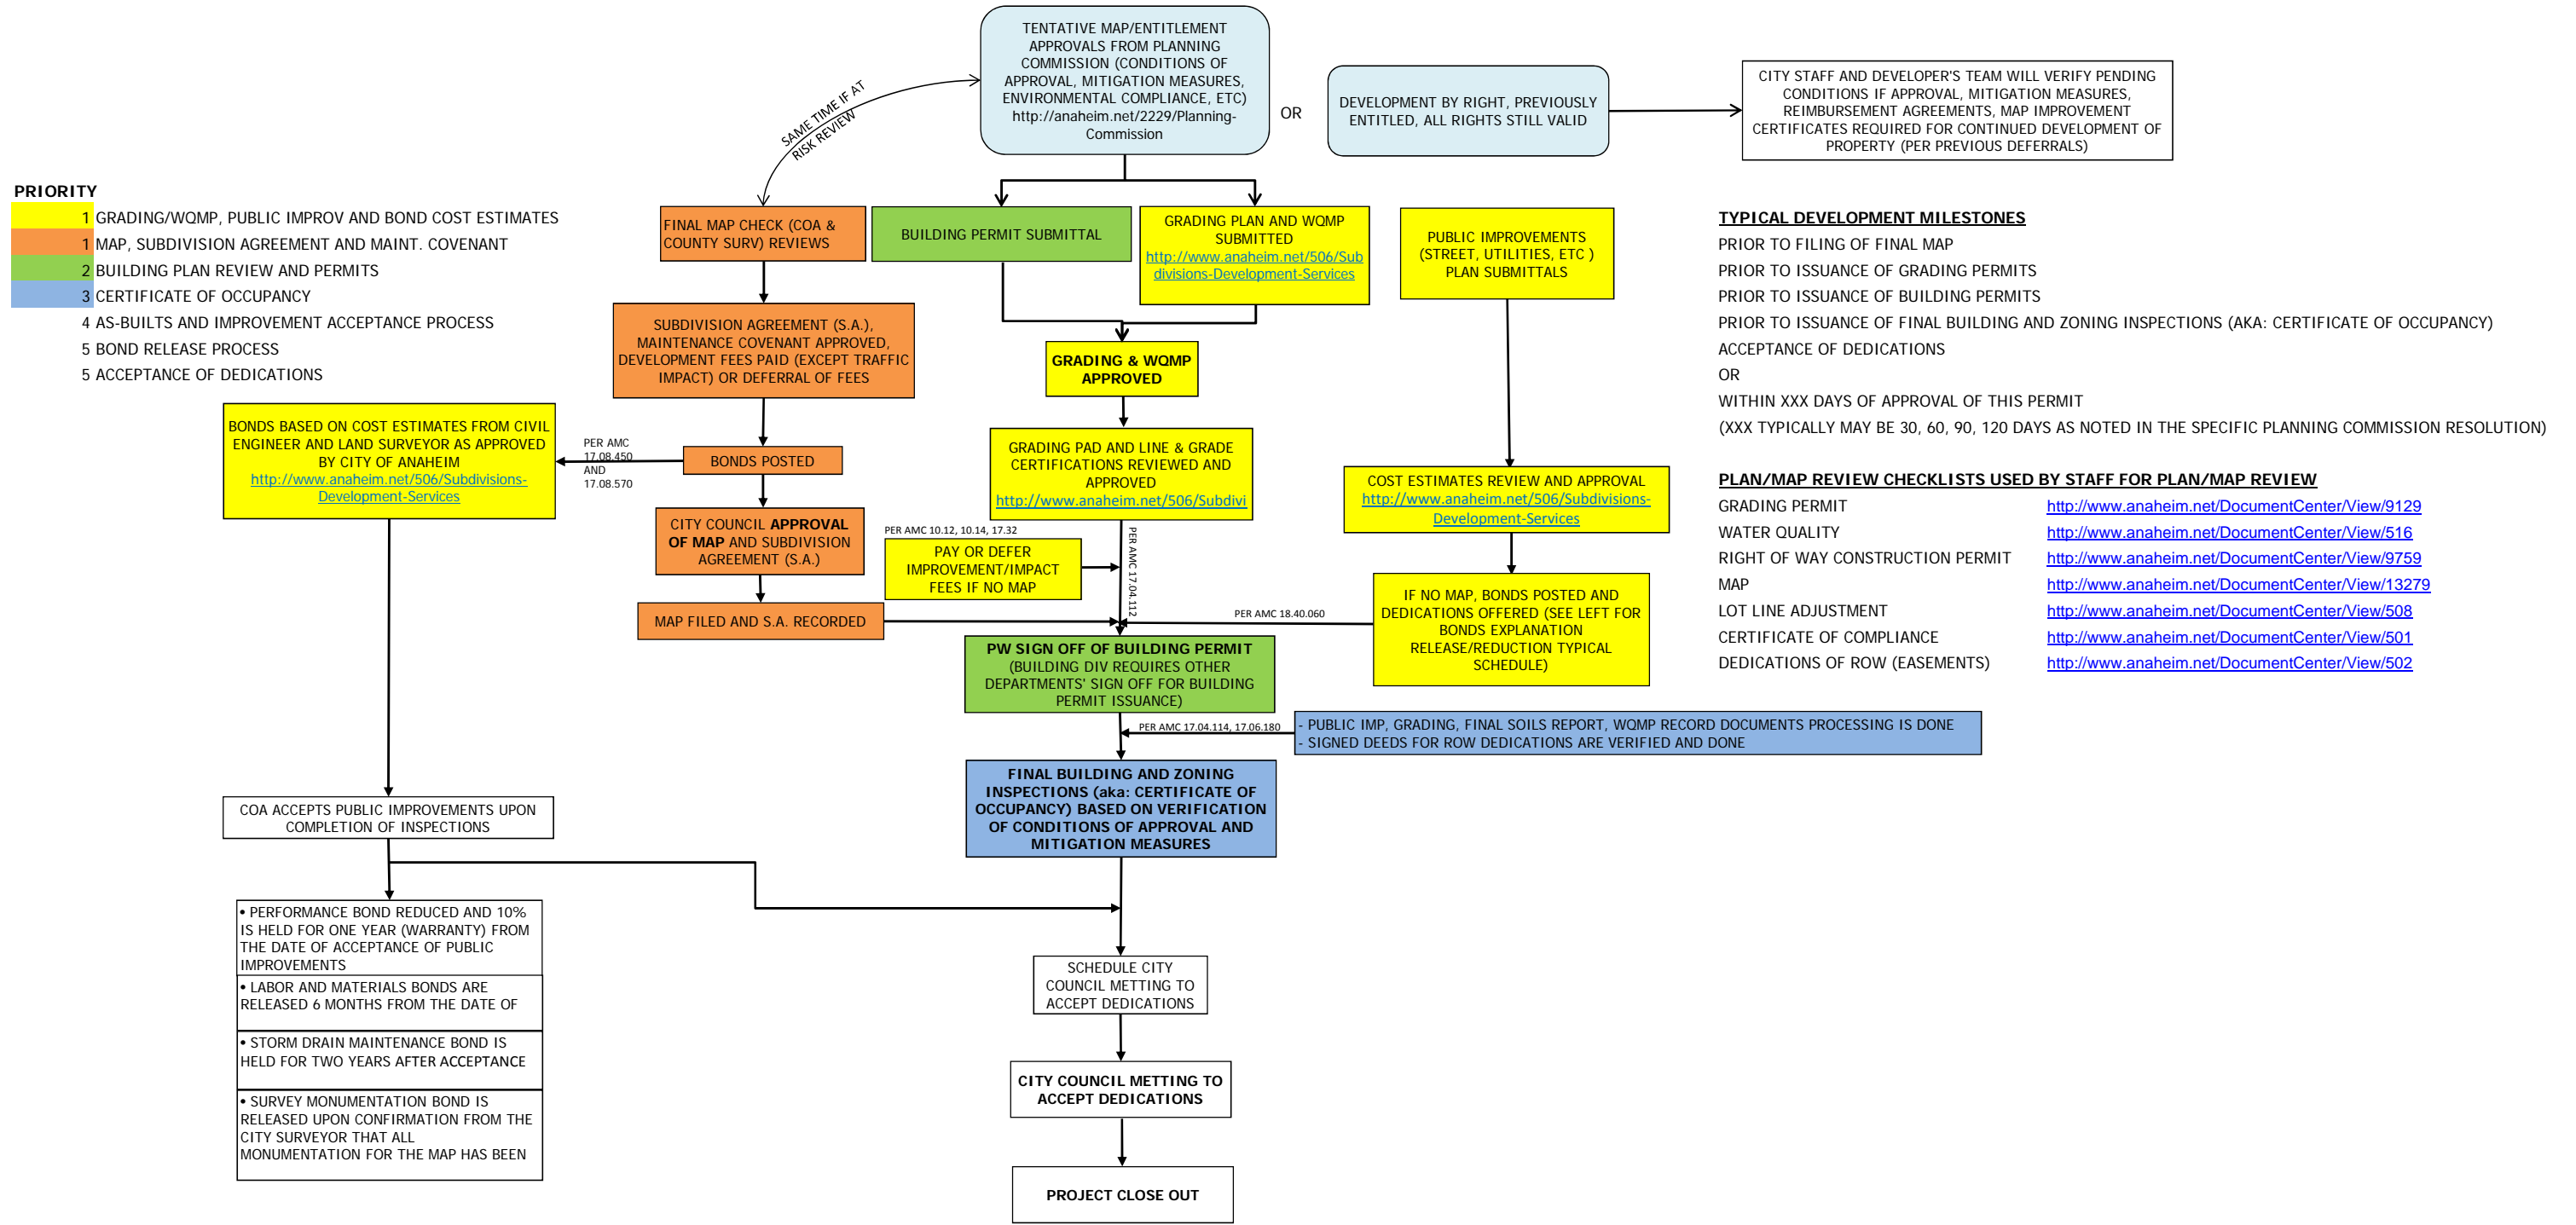 TENTATIVE MAP/ENTITLEMENT
APPROVALS FROM PLANNING
COMMISSION (CONDITIONS OF
APPROVAL, MITIGATION MEASURES,
ENVIRONMENTAL COMPLIANCE, ETC)
http://anaheim.net/2229/Planning-
Commission
OR
DEVELOPMENT BY RIGHT, PREVIOUSLY
ENTITLED, ALL RIGHTS STILL VALID
CITY STAFF AND DEVELOPER'S TEAM WILL VERIFY PENDING
CONDITIONS IF APPROVAL, MITIGATION MEASURES,
REIMBURSEMENT AGREEMENTS, MAP IMPROVEMENT
CERTIFICATES REQUIRED FOR CONTINUED DEVELOPMENT OF
PROPERTY (PER PREVIOUS DEFERRALS)
SAME TIME IF AT
RISK REVIEW
PRIORITY
1 GRADING/WQMP, PUBLIC IMPROV AND BOND COST ESTIMATES
1 MAP, SUBDIVISION AGREEMENT AND MAINT. COVENANT
2 BUILDING PLAN REVIEW AND PERMITS
3 CERTIFICATE OF OCCUPANCY
4 AS-BUILTS AND IMPROVEMENT ACCEPTANCE PROCESS
5 BOND RELEASE PROCESS
5 ACCEPTANCE OF DEDICATIONS
FINAL MAP CHECK (COA &
COUNTY SURV) REVIEWS
BUILDING PERMIT SUBMITTAL
GRADING PLAN AND WQMP
SUBMITTED
http://www.anaheim.net/506/Sub
divisions-Development-Services
PUBLIC IMPROVEMENTS
(STREET, UTILITIES, ETC )
PLAN SUBMITTALS
TYPICAL DEVELOPMENT MILESTONES
PRIOR TO FILING OF FINAL MAP
PRIOR TO ISSUANCE OF GRADING PERMITS
PRIOR TO ISSUANCE OF BUILDING PERMITS
PRIOR TO ISSUANCE OF FINAL BUILDING AND ZONING INSPECTIONS (AKA: CERTIFICATE OF OCCUPANCY)
ACCEPTANCE OF DEDICATIONS
OR
WITHIN XXX DAYS OF APPROVAL OF THIS PERMIT
(XXX TYPICALLY MAY BE 30, 60, 90, 120 DAYS AS NOTED IN THE SPECIFIC PLANNING COMMISSION RESOLUTION)
SUBDIVISION AGREEMENT (S.A.),
MAINTENANCE COVENANT APPROVED,
DEVELOPMENT FEES PAID (EXCEPT TRAFFIC
IMPACT) OR DEFERRAL OF FEES
GRADING & WQMP
APPROVED
BONDS BASED ON COST ESTIMATES FROM CIVIL
ENGINEER AND LAND SURVEYOR AS APPROVED
BY CITY OF ANAHEIM
http://www.anaheim.net/506/Subdivisions-
Development-Services
PER AMC
17.08.450
AND
17.08.570
BONDS POSTED
GRADING PAD AND LINE & GRADE
CERTIFICATIONS REVIEWED AND
APPROVED
http://www.anaheim.net/506/Subdivi
COST ESTIMATES REVIEW AND APPROVAL
http://www.anaheim.net/506/Subdivisions-
Development-Services
PLAN/MAP REVIEW CHECKLISTS USED BY STAFF FOR PLAN/MAP REVIEW
GRADING PERMIT http://www.anaheim.net/DocumentCenter/View/9129
WATER QUALITY http://www.anaheim.net/DocumentCenter/View/516
RIGHT OF WAY CONSTRUCTION PERMIT http://www.anaheim.net/DocumentCenter/View/9759
MAP http://www.anaheim.net/DocumentCenter/View/13279
LOT LINE ADJUSTMENT http://www.anaheim.net/DocumentCenter/View/508
CERTIFICATE OF COMPLIANCE http://www.anaheim.net/DocumentCenter/View/501
DEDICATIONS OF ROW (EASEMENTS) http://www.anaheim.net/DocumentCenter/View/502
CITY COUNCIL APPROVAL
OF MAP AND SUBDIVISION
AGREEMENT (S.A.)
PER AMC 10.12, 10.14, 17.32
PAY OR DEFER
IMPROVEMENT/IMPACT
FEES IF NO MAP
PER AMC 17.04.112
MAP FILED AND S.A. RECORDED
PER AMC 18.40.060
IF NO MAP, BONDS POSTED AND
DEDICATIONS OFFERED (SEE LEFT FOR
BONDS EXPLANATION
RELEASE/REDUCTION TYPICAL
SCHEDULE)
PW SIGN OFF OF BUILDING PERMIT
(BUILDING DIV REQUIRES OTHER
DEPARTMENTS' SIGN OFF FOR BUILDING
PERMIT ISSUANCE)
PER AMC 17.04.114, 17.06.180
- PUBLIC IMP, GRADING, FINAL SOILS REPORT, WQMP RECORD DOCUMENTS PROCESSING IS DONE
- SIGNED DEEDS FOR ROW DEDICATIONS ARE VERIFIED AND DONE
FINAL BUILDING AND ZONING
INSPECTIONS (aka: CERTIFICATE OF
OCCUPANCY) BASED ON VERIFICATION
OF CONDITIONS OF APPROVAL AND
MITIGATION MEASURES
COA ACCEPTS PUBLIC IMPROVEMENTS UPON
COMPLETION OF INSPECTIONS
• PERFORMANCE BOND REDUCED AND 10%
IS HELD FOR ONE YEAR (WARRANTY) FROM
THE DATE OF ACCEPTANCE OF PUBLIC
IMPROVEMENTS
• LABOR AND MATERIALS BONDS ARE
RELEASED 6 MONTHS FROM THE DATE OF
• STORM DRAIN MAINTENANCE BOND IS
HELD FOR TWO YEARS AFTER ACCEPTANCE
• SURVEY MONUMENTATION BOND IS
RELEASED UPON CONFIRMATION FROM THE
CITY SURVEYOR THAT ALL
MONUMENTATION FOR THE MAP HAS BEEN
SCHEDULE CITY
COUNCIL METTING TO
ACCEPT DEDICATIONS
CITY COUNCIL METTING TO
ACCEPT DEDICATIONS
PROJECT CLOSE OUT